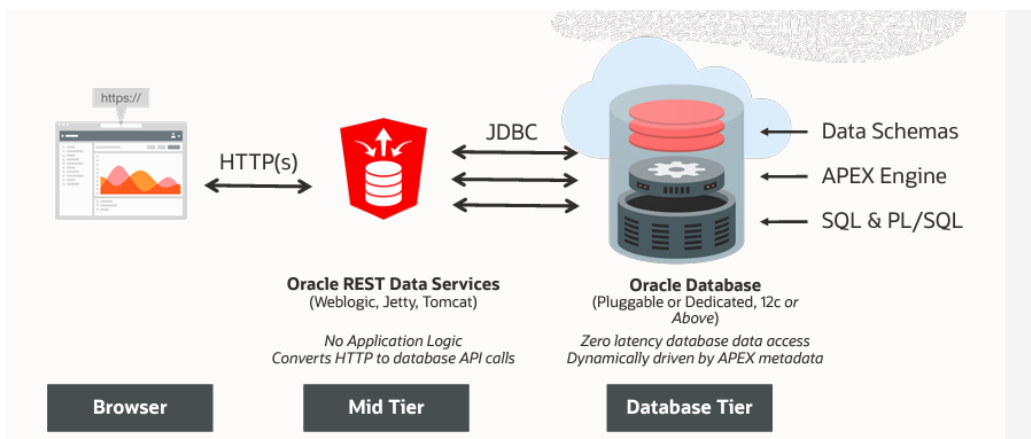 https://
HTTP(s)
JDBC
Data Schemas
APEX Engine
SQL & PL/SQL
Oracle REST Data Services
(Weblogic, Jetty, Tomcat)
No Application Logic
Converts HTTP to database API calls
Oracle Database
(Pluggable or Dedicated, 12c or
Above)
Zero latency database data access
Dynamically driven by APEX metadata
Browser
Mid Tier
Database Tier